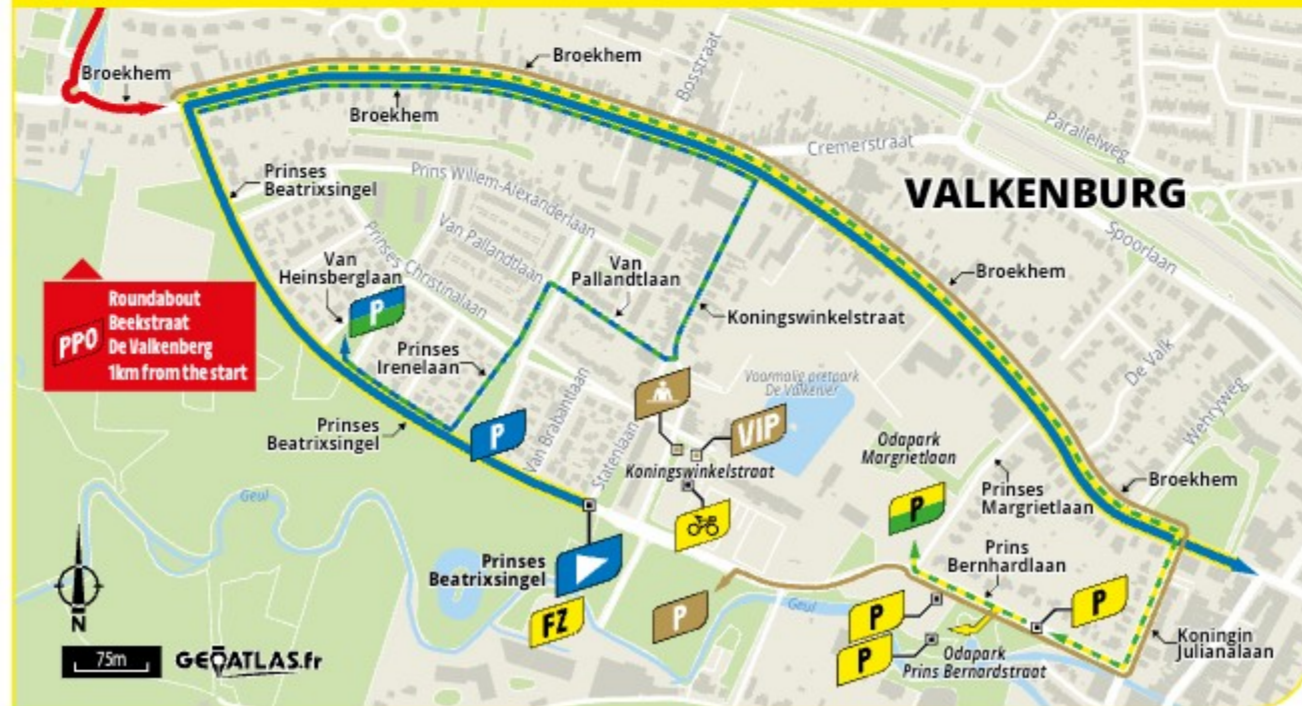 Broekhem
Broekhem
Bosstraat
Broekhem
Cremerstraat
Parallelweg
Prinses
Beatrixsingel
Prins Willem-Alexanderlaan
VALKENBURG
Van
Heinsberglaan
Prinses Christinalaan
Van Pallandtlaan
Van
Pallandtlaan
Spoorlaan
Broekhem
P
Koningswinkelstraat
PPO
Roundabout
Beekstraat
De Valkenberg
1km from the start
Prinses
Irenelaan
De Valk
Voormalig pretpark
De Valkenier
Wehryweg
VIP
P
Prinses
Beatrixsingel
Van Brabantlaan
Statenlaan
Koningswinkelstraat
Odapark
Margrietlaan
Prinses
Margrietlaan
Broekhem
Geul
P
Prinses
Beatrixsingel
FZ
P
Geul
Prins
Bernhardlaan
P
P
P
Odapark
Prins Bernardstraat
Koningin
Julianalaan
N
75m
GEOATLAS.fr